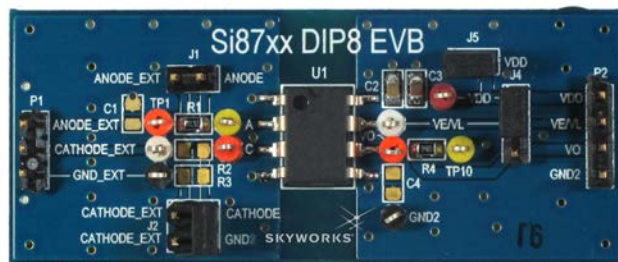 Si87xx DIP8 EVB
J1
ANODE_EXT
ANODE
U1
J5
VDD
J4
P2
P1
C1
TP1
R1
C2
C3
VDD
ANODE_EXT
A
VE/VL
VE/VL
CATHODE_EXT
C
VO
R2
R3
R4
TP10
GND_EXT
GND2
C4
CATHODE_EXT
CATHODE
J2
CATHODE_EXT
GND2
SKYWORKS
GND2